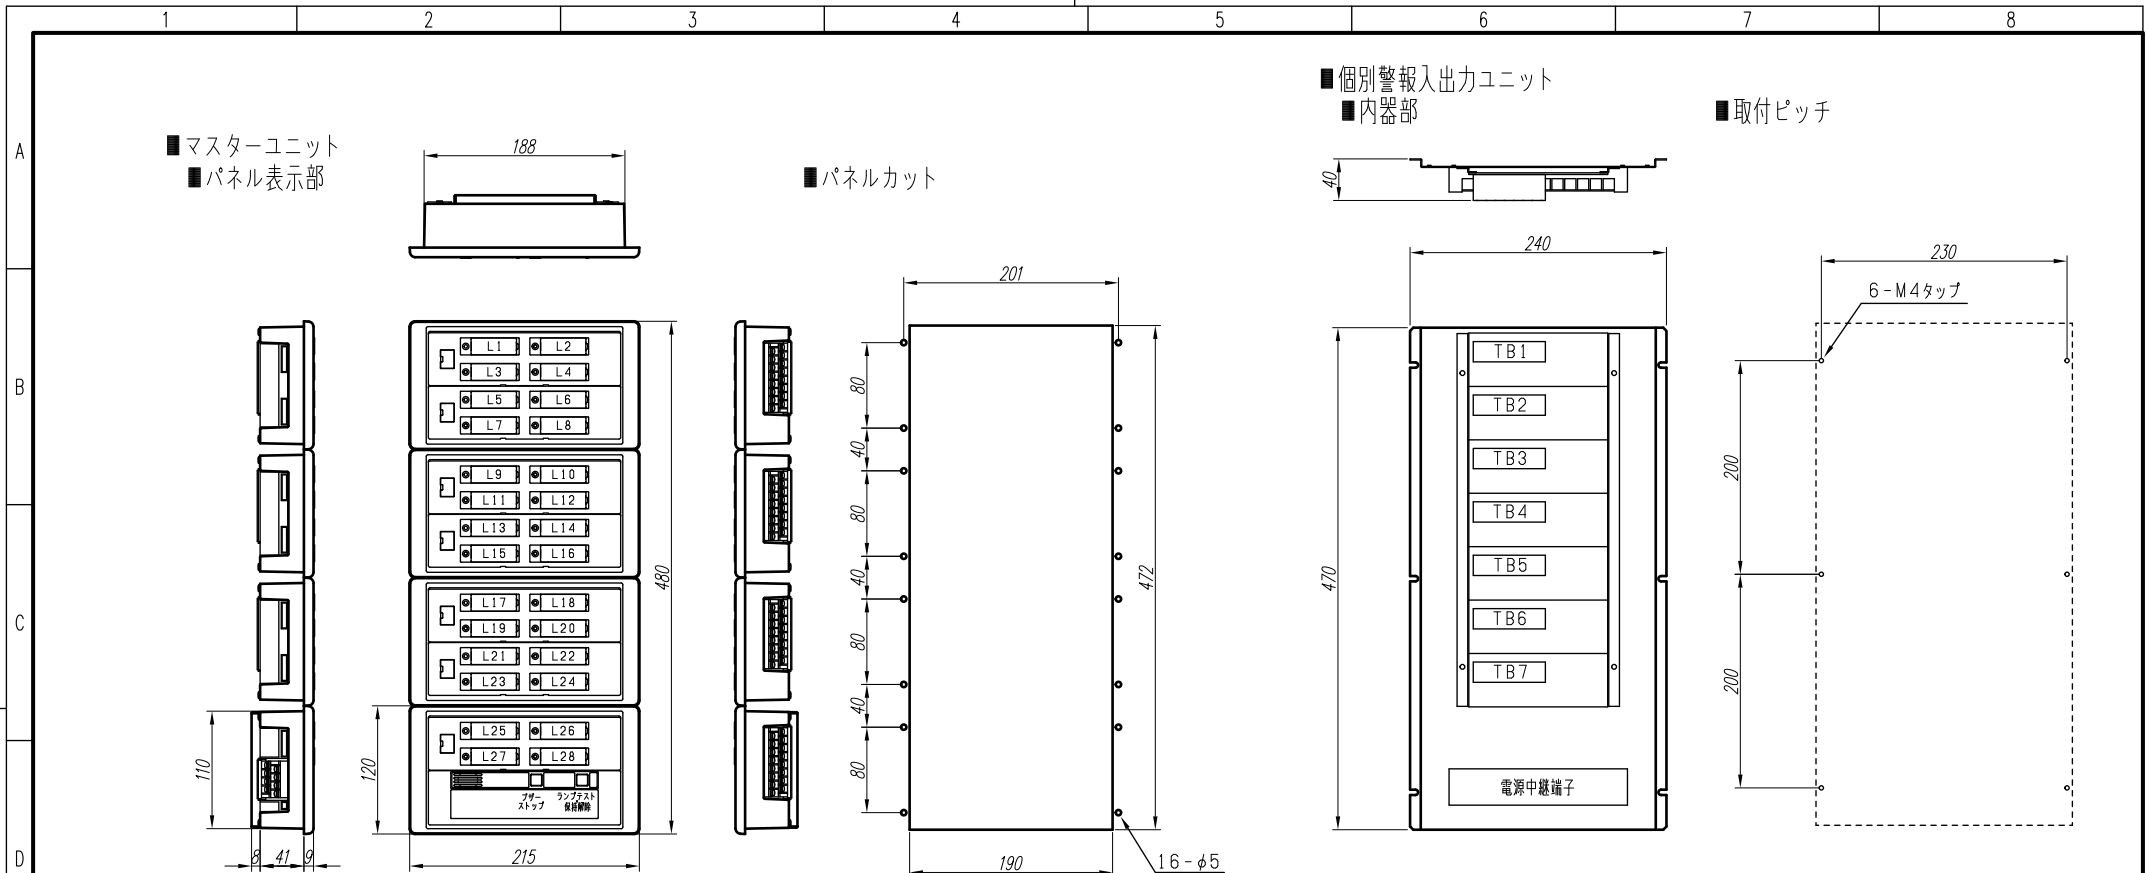 1 2 3 4 5 6 7 8
A
B
C
D
■マスターユニット
■パネル表示部
188
L1 L2
L3 L4
L5 L6
L7 L8
L9 L10
L11 L12
L13 L14
L15 L16
L17 L18
L19 L20
L21 L22
L23 L24
L25 L26
L27 L28
ブザー
ストップ
ランプテスト
保持解除
480
120
215
110
8 41 9
■パネルカット
201
80
40
80
40
80
40
80
472
190
16-φ5
■個別警報入出力ユニット
■内器部
40
240
470
TB1
TB2
TB3
TB4
TB5
TB6
TB7
電源中継端子
■取付ピッチ
230
6-M4タップ
200
200